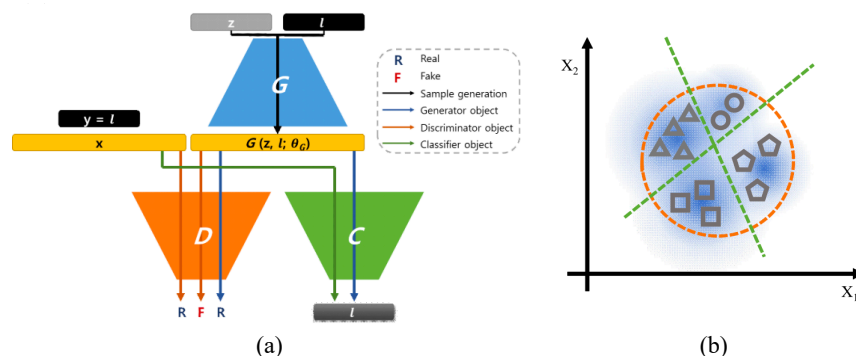 z l
G
R Real
F Fake
Sample generation
Generator object
Discriminator object
Classifier object
y = l
x G (z, l; θG)
D C
R F R l
(a)
X2
X1
(b)